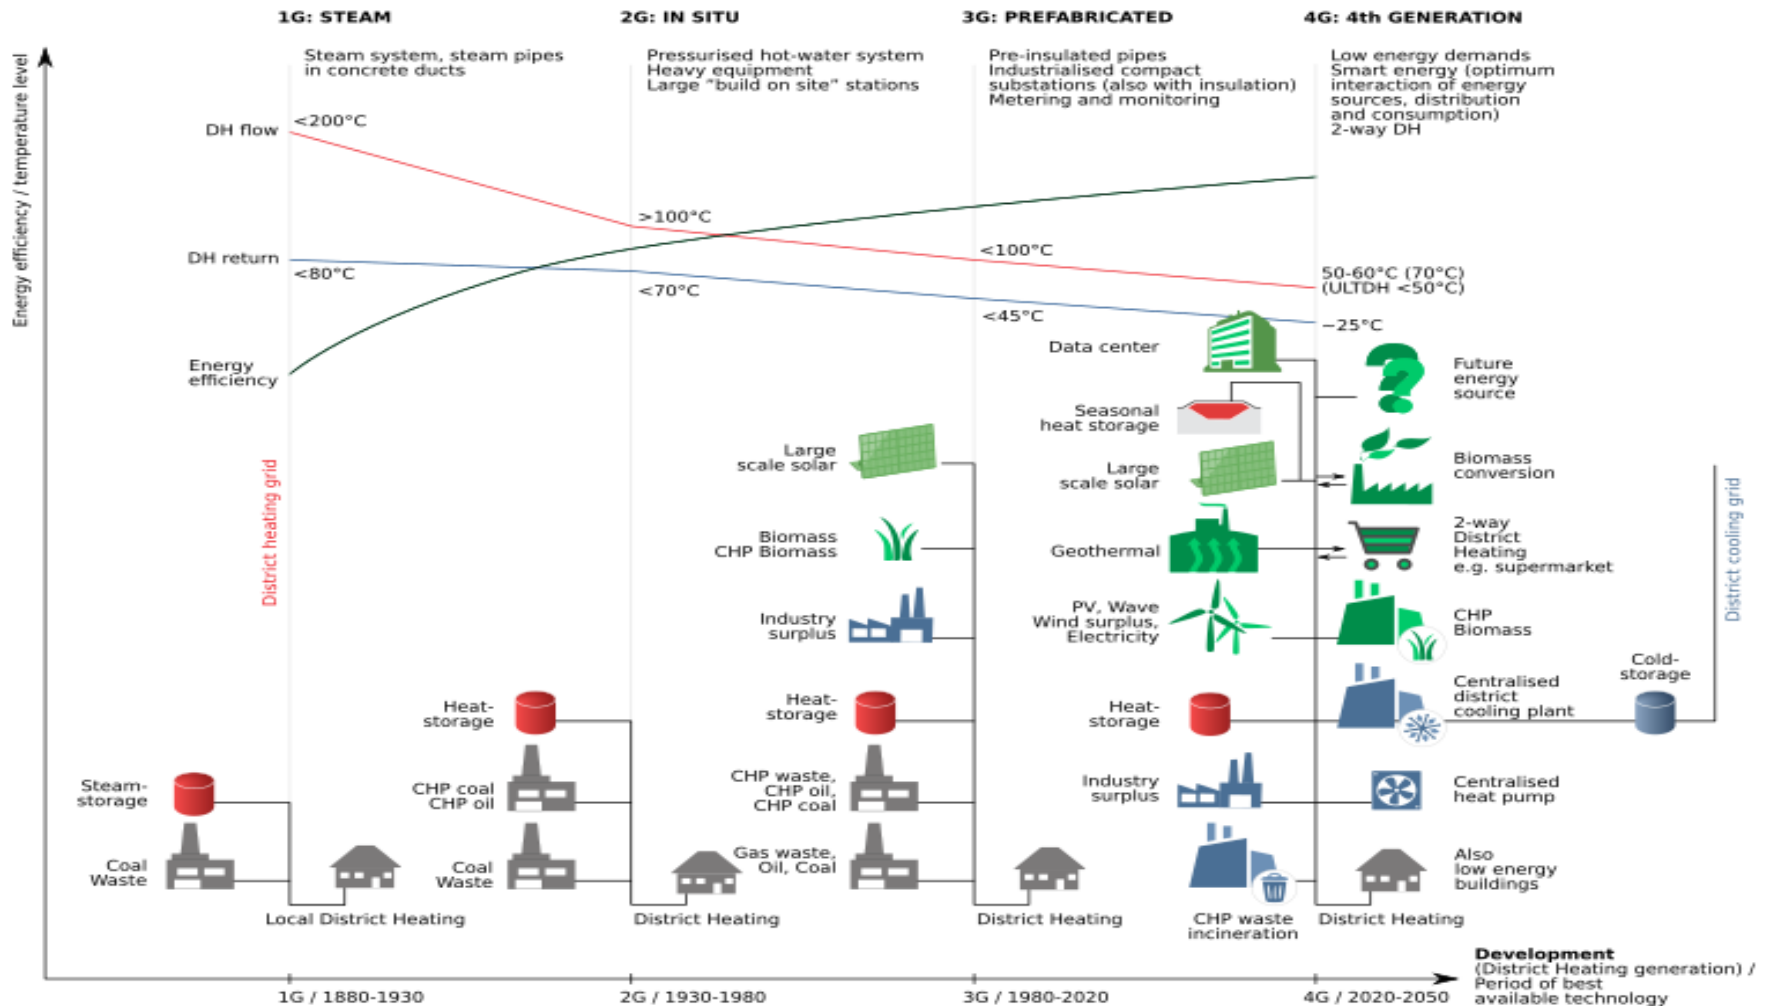 1G: STEAM
2G: IN SITU
3G: PREFABRICATED
4G: 4th GENERATION
Steam system, steam pipes
in concrete ducts
Pressurised hot-water system
Heavy equipment
Large "build on site" stations
Pre-insulated pipes
Industrialised compact
substations (also with insulation)
Metering and monitoring
Low energy demands
Smart energy (optimum
interaction of energy
sources, distribution
and consumption)
2-way DH
Energy efficiency / temperature level
DH flow
<200°C
>100°C
<100°C
50-60°C (70°C)
(ULTDH <50°C)
DH return
<80°C
<70°C
<45°C
~25°C
Energy
efficiency
District heating grid
Steam-
storage
Coal
Waste
Local District Heating
Heat-
storage
CHP coal
CHP oil
Coal
Waste
District Heating
Large
scale solar
Biomass
CHP Biomass
Industry
surplus
Heat-
storage
CHP waste,
CHP oil,
CHP coal
Gas waste,
Oil, Coal
District Heating
Data center
Seasonal
heat storage
Large
scale solar
Geothermal
PV, Wave
Wind surplus,
Electricity
Heat-
storage
Industry
surplus
CHP waste
incineration
District Heating
Future
energy
source
Biomass
conversion
2-way
District
Heating
e.g. supermarket
CHP
Biomass
Centralised
district
cooling plant
Centralised
heat pump
Also
low energy
buildings
Cold-
storage
District cooling grid
Development
(District Heating generation) /
Period of best
available technology
1G / 1880-1930
2G / 1930-1980
3G / 1980-2020
4G / 2020-2050